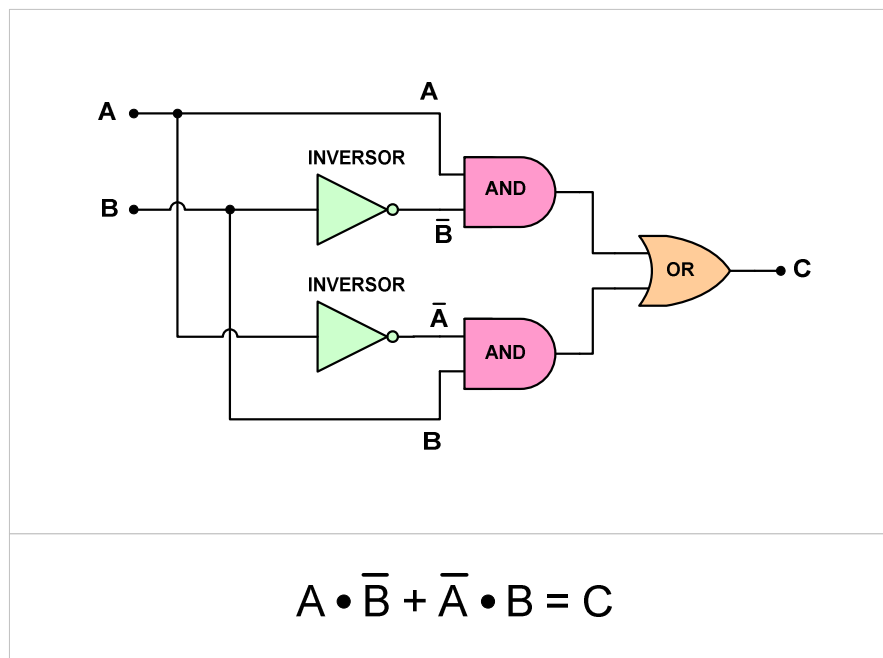 A
A
INVERSOR
AND
B
B̅
OR
C
INVERSOR
A̅
AND
B
A • B̅ + A̅ • B = C